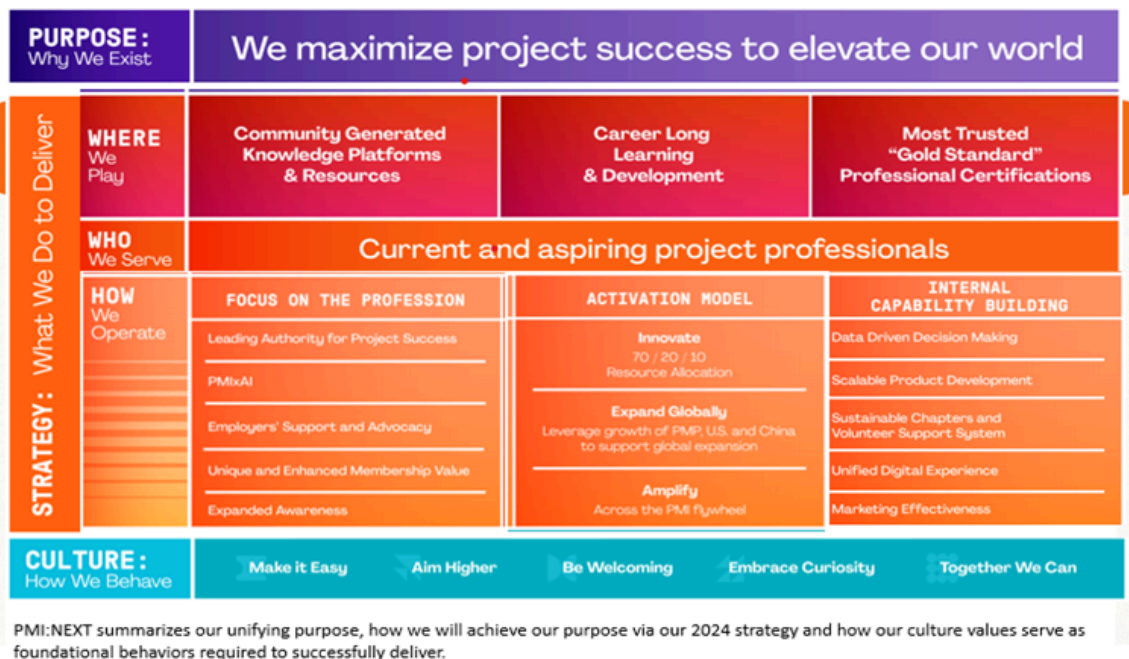 PURPOSE:
Why We Exist
We maximize project success to elevate our world
STRATEGY: What We Do to Deliver
WHERE
We
Play
Community Generated
Knowledge Platforms
& Resources
Career Long
Learning
& Development
Most Trusted
“Gold Standard”
Professional Certifications
WHO
We Serve
Current and aspiring project professionals
HOW
We
Operate
FOCUS ON THE PROFESSION
Leading Authority for Project Success
PMIxAI
Employers' Support and Advocacy
Unique and Enhanced Membership Value
Expanded Awareness
ACTIVATION MODEL
Innovate
70 / 20 / 10
Resource Allocation
Expand Globally
Leverage growth of PMP, U.S. and China
to support global expansion
Amplify
Across the PMI flywheel
INTERNAL
CAPABILITY BUILDING
Data Driven Decision Making
Scalable Product Development
Sustainable Chapters and
Volunteer Support System
Unified Digital Experience
Marketing Effectiveness
CULTURE:
How We Behave
Make it Easy
Aim Higher
Be Welcoming
Embrace Curiosity
Together We Can
PMI:NEXT summarizes our unifying purpose, how we will achieve our purpose via our 2024 strategy and how our culture values serve as
foundational behaviors required to successfully deliver.